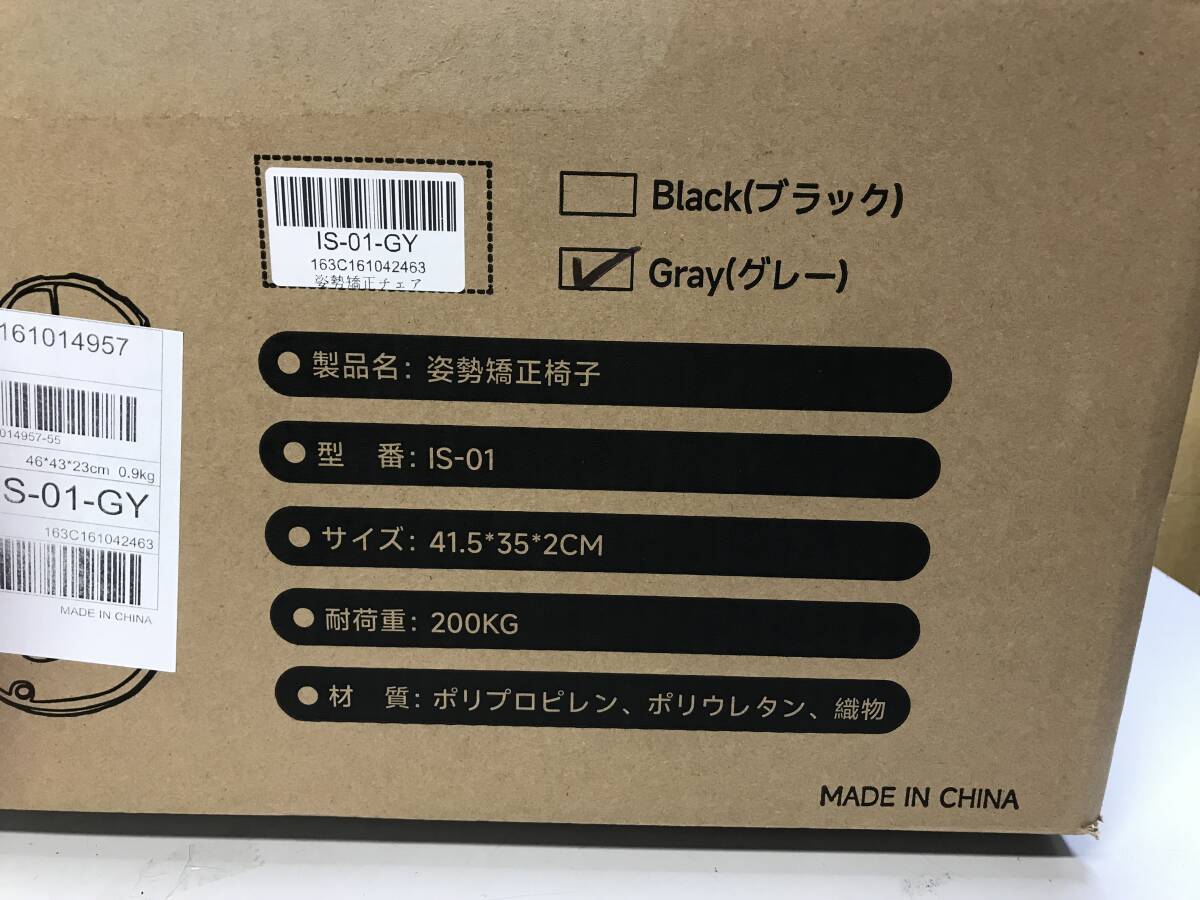 IS-01-GY
163C161042463
姿勢矯正チェア
Black(ブラック)
Gray(グレー)
161014957
014957-55
46*43*23cm 0.9kg
S-01-GY
163C161042463
MADE IN CHINA
製品名: 姿勢矯正椅子
型 番: IS-01
サイズ: 41.5*35*2CM
耐荷重: 200KG
材 質: ポリプロピレン、ポリウレタン、織物
MADE IN CHINA